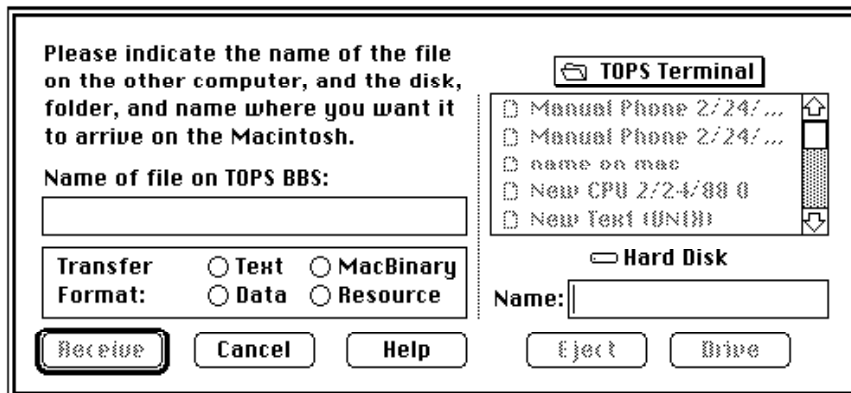 Please indicate the name of the file
on the other computer, and the disk,
folder, and name where you want it
to arrive on the Macintosh.
Name of file on TOPS BBS:
Transfer Format:
Text
MacBinary
Data
Resource
Receive
Cancel
Help
TOPS Terminal
Manual Phone 2/24/...
Manual Phone 2/24/...
name on mac
New CPU 2/24/88 0
New Text (UNIX)
Hard Disk
Name:
Eject
Drive